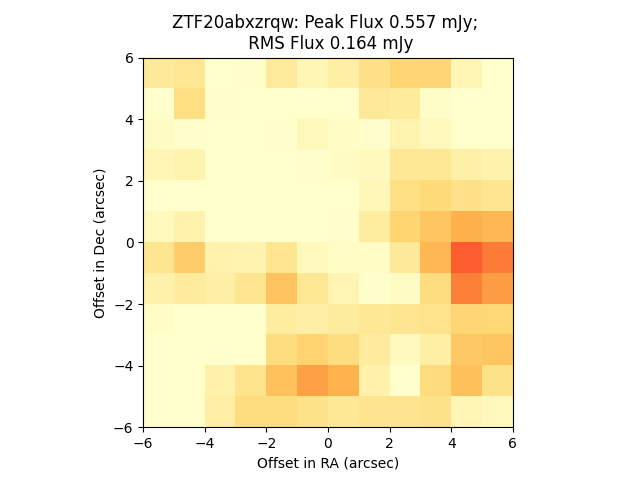 ZTF20abxzrqw: Peak Flux 0.557 mJy;
RMS Flux 0.164 mJy
6
4
2
0
−2
−4
−6
Offset in Dec (arcsec)
−6 −4 −2 0 2 4 6
Offset in RA (arcsec)